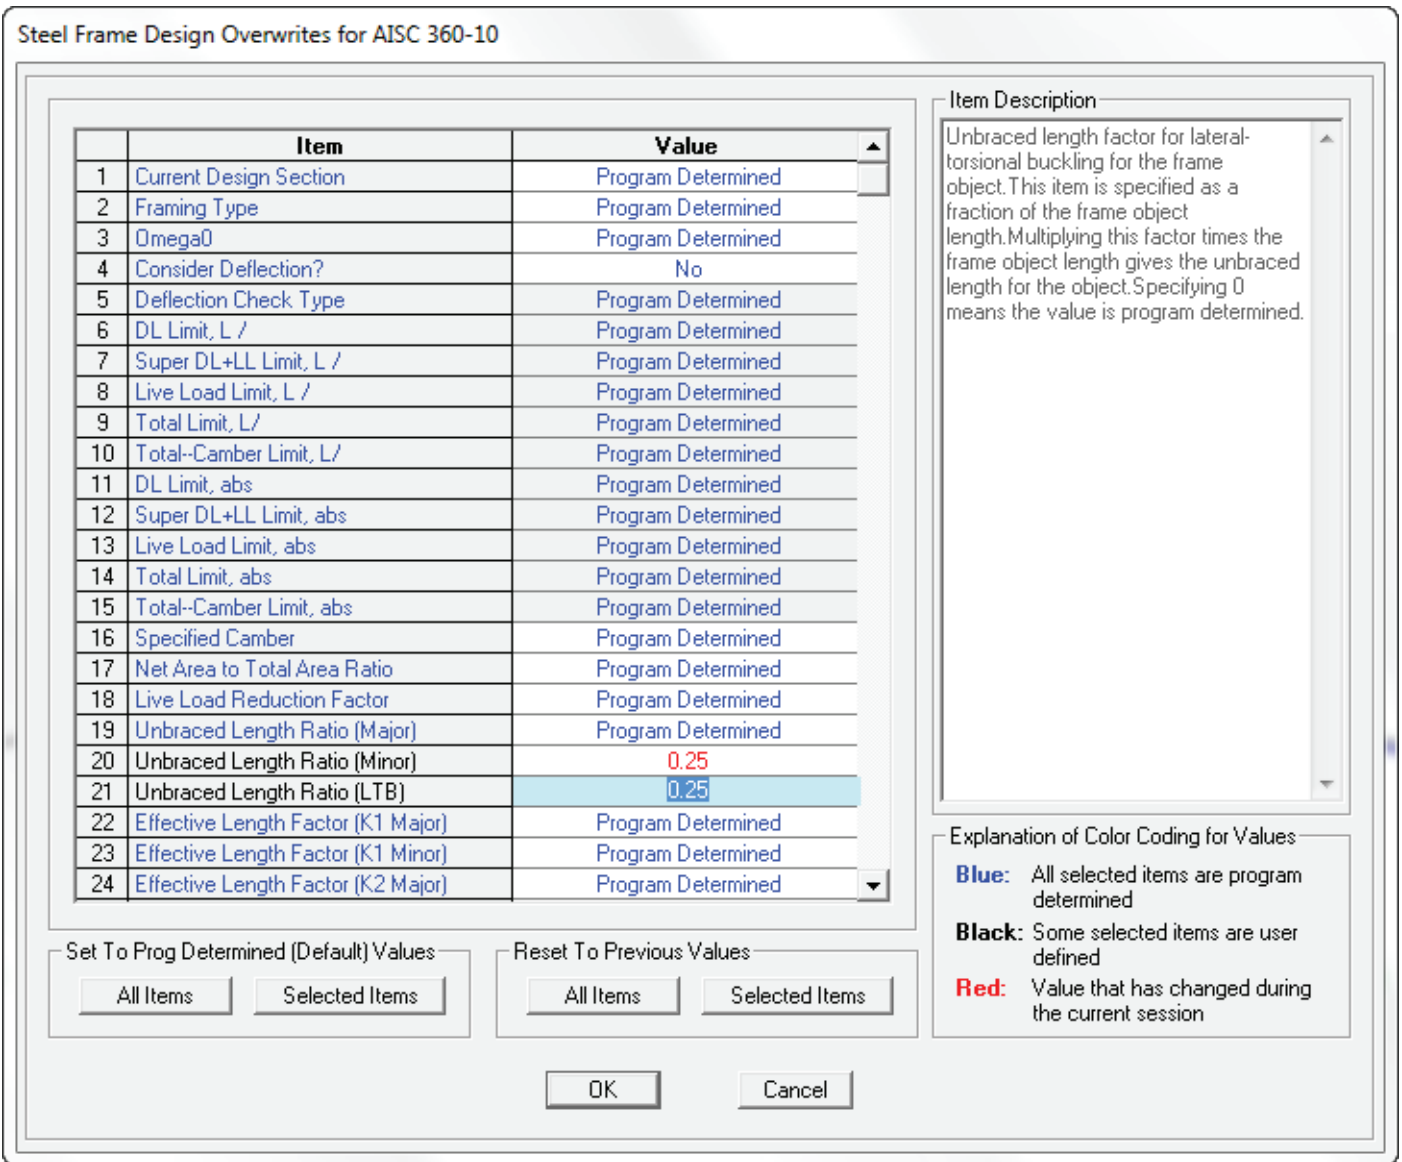 Steel Frame Design Overwrites for AISC 360-10
Item Value
1 Current Design Section Program Determined
2 Framing Type Program Determined
3 Omega0 Program Determined
4 Consider Deflection? No
5 Deflection Check Type Program Determined
6 DL Limit, L / Program Determined
7 Super DL+LL Limit, L / Program Determined
8 Live Load Limit, L / Program Determined
9 Total Limit, L/ Program Determined
10 Total--Camber Limit, L/ Program Determined
11 DL Limit, abs Program Determined
12 Super DL+LL Limit, abs Program Determined
13 Live Load Limit, abs Program Determined
14 Total Limit, abs Program Determined
15 Total--Camber Limit, abs Program Determined
16 Specified Camber Program Determined
17 Net Area to Total Area Ratio Program Determined
18 Live Load Reduction Factor Program Determined
19 Unbraced Length Ratio (Major) Program Determined
20 Unbraced Length Ratio (Minor) 0.25
21 Unbraced Length Ratio (LTB) 0.25
22 Effective Length Factor (K1 Major) Program Determined
23 Effective Length Factor (K1 Minor) Program Determined
24 Effective Length Factor (K2 Major) Program Determined
Item Description
Unbraced length factor for lateral-
torsional buckling for the frame
object.This item is specified as a
fraction of the frame object
length.Multiplying this factor times the
frame object length gives the unbraced
length for the object.Specifying 0
means the value is program determined.
Explanation of Color Coding for Values
Blue: All selected items are program
determined
Black: Some selected items are user
defined
Red: Value that has changed during
the current session
Set To Prog Determined (Default) Values
All Items Selected Items
Reset To Previous Values
All Items Selected Items
OK Cancel